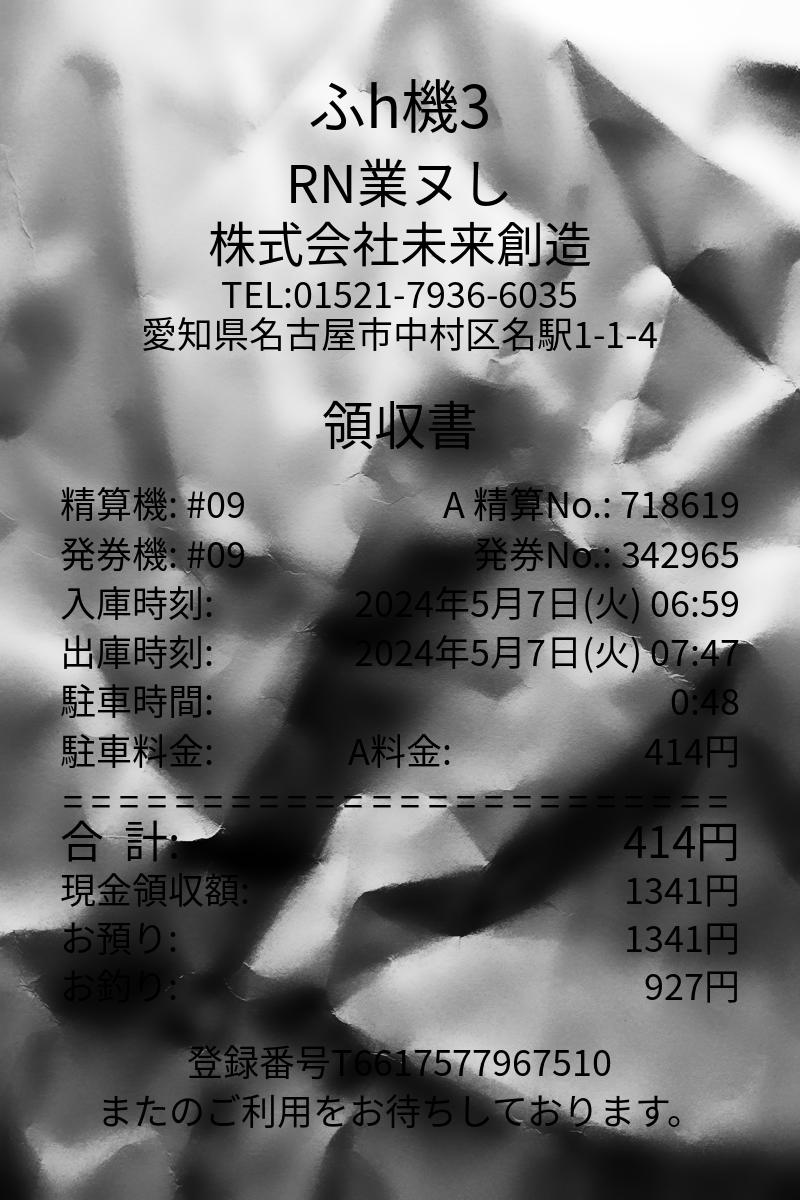 ふh機3
RN業ヌし
株式会社未来創造
TEL:01521-7936-6035
愛知県名古屋市中村区名駅1-1-4
領収書
精算機: #09 A 精算No.: 718619
発券機: #09 発券No.: 342965
入庫時刻: 2024年5月7日(火) 06:59
出庫時刻: 2024年5月7日(火) 07:47
駐車時間: 0:48
駐車料金: A料金: 414円
========================
合 計: 414円
現金領収額: 1341円
お預り: 1341円
お釣り: 927円
登録番号T6617577967510
またのご利用をお待ちしております。